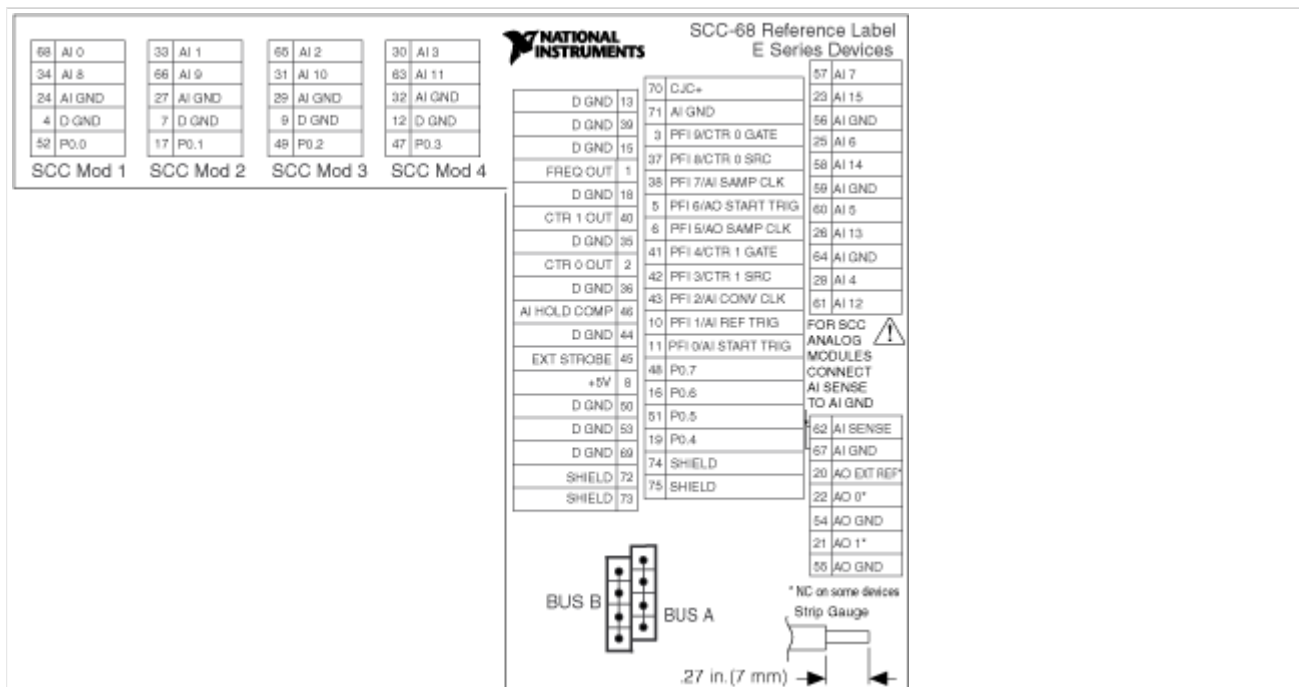 NATIONAL INSTRUMENTS
SCC-68 Reference Label
E Series Devices
68 AI 0
34 AI 8
24 AI GND
4 D GND
52 P0.0
SCC Mod 1
33 AI 1
66 AI 9
27 AI GND
7 D GND
17 P0.1
SCC Mod 2
65 AI 2
31 AI 10
29 AI GND
9 D GND
49 P0.2
SCC Mod 3
30 AI 3
63 AI 11
32 AI GND
12 D GND
47 P0.3
SCC Mod 4
D GND 13
D GND 39
D GND 15
FREQ OUT 1
D GND 18
CTR 1 OUT 40
D GND 35
CTR 0 OUT 2
D GND 36
AI HOLD COMP 46
D GND 44
EXT STROBE 45
+5V 8
D GND 50
D GND 53
D GND 69
SHIELD 72
SHIELD 73
70 CJC+
71 AI GND
3 PFI 9/CTR 0 GATE
37 PFI 8/CTR 0 SRC
38 PFI 7/AI SAMP CLK
5 PFI 6/AO START TRIG
6 PFI 5/AO SAMP CLK
41 PFI 4/CTR 1 GATE
42 PFI 3/CTR 1 SRC
43 PFI 2/AI CONV CLK
10 PFI 1/AI REF TRIG
11 PFI 0/AI START TRIG
48 P0.7
16 P0.6
51 P0.5
19 P0.4
74 SHIELD
75 SHIELD
57 AI 7
23 AI 15
56 AI GND
25 AI 6
58 AI 14
59 AI GND
60 AI 5
26 AI 13
64 AI GND
28 AI 4
61 AI 12
FOR SCC
ANALOG
MODULES
CONNECT
AI SENSE
TO AI GND
62 AI SENSE
67 AI GND
20 AO EXT REF*
22 AO 0*
54 AO GND
21 AO 1*
55 AO GND
* NC on some devices
BUS B
BUS A
Strip Gauge
.27 in.(7 mm)